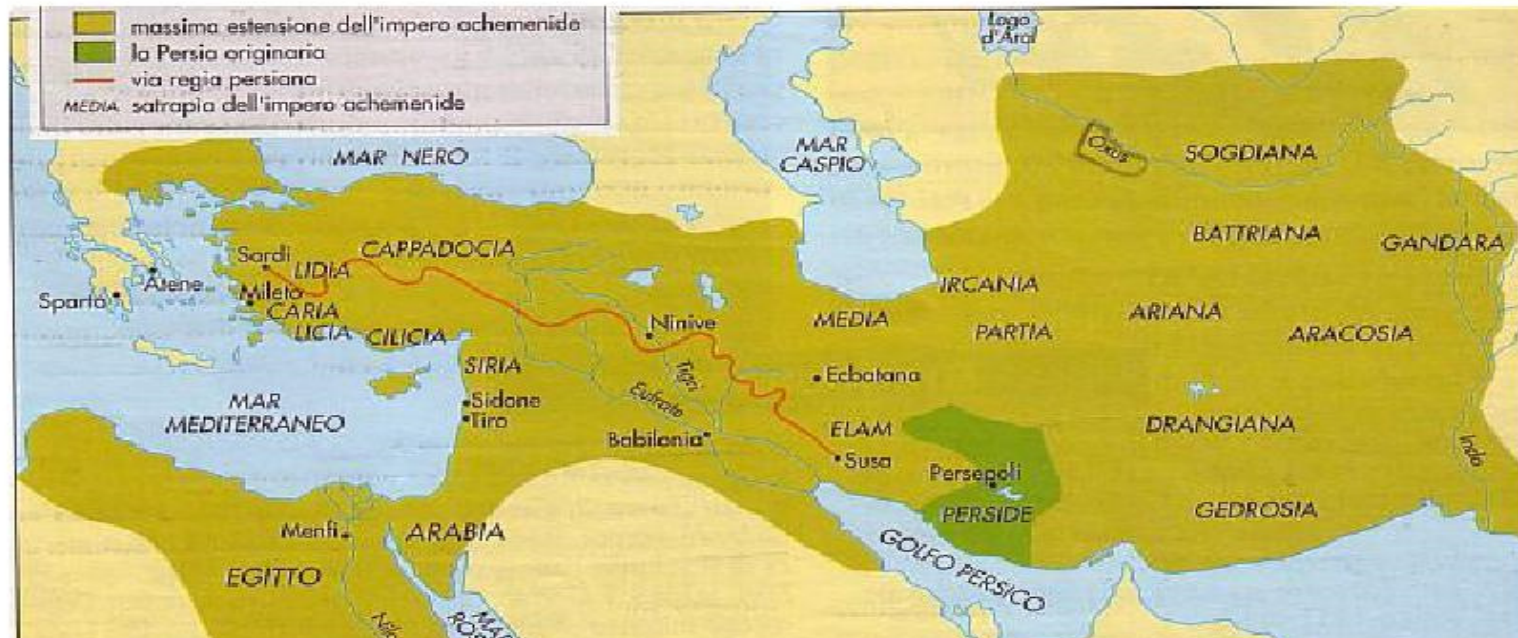 massima estensione dell'impero achemenide
la Persia originaria
via regia persiana
MEDIA satrapia dell'impero achemenide
Lago
d'Aral
MAR NERO
MAR
CASPIO
Oxus
SOGDIANA
BATTRIANA
GANDARA
Sardi
LIDIA
CAPPADOCIA
Sparta
Atene
Mileto
CARIA
LICIA
CILICIA
Ninive
MEDIA
IRCANIA
PARTIA
ARIANA
ARACOSIA
SIRIA
Tigri
Ecbatana
MAR
MEDITERRANEO
Sidone
Tiro
Eufrate
Babilonia
ELAM
Susa
DRANGIANA
Indo
Persepoli
PERSIDE
GEDROSIA
Menfi
ARABIA
GOLFO PERSICO
EGITTO
Nilo
MAR